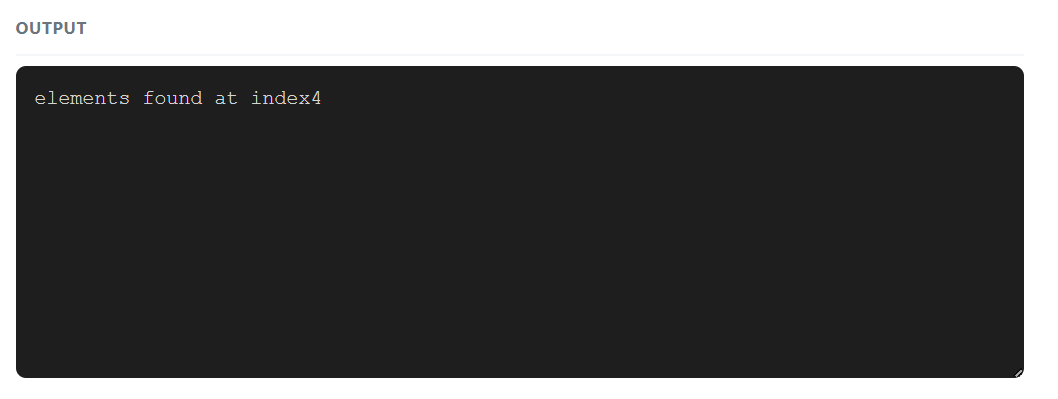 OUTPUT
elements found at index4